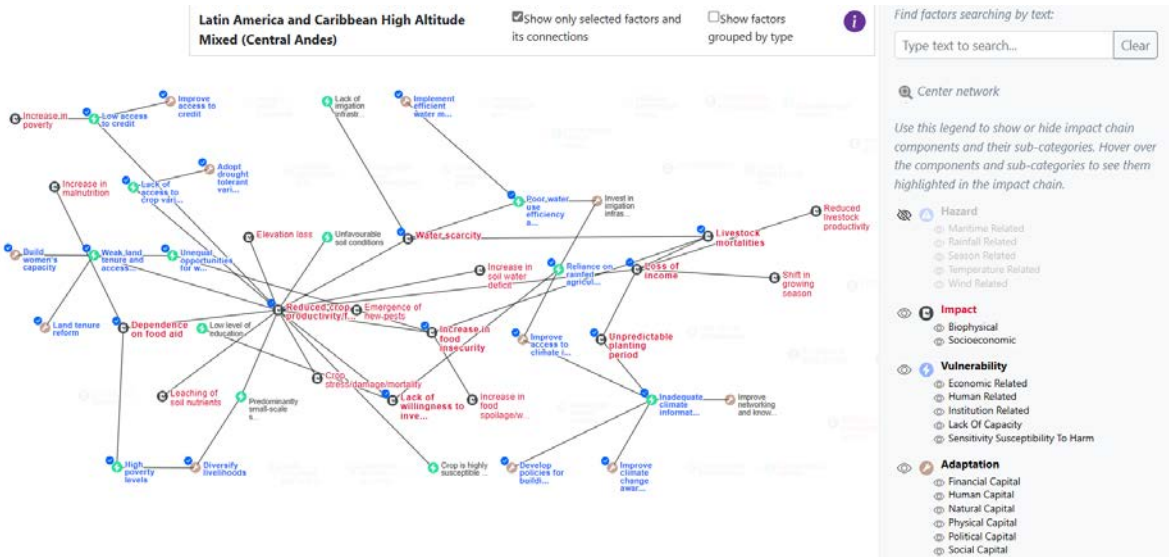 Latin America and Caribbean High Altitude
Mixed (Central Andes)
Show only selected factors and
its connections
Show factors
grouped by type
i
Improve
access to
credit
Lack of
irrigation
infrastr...
Implement
efficient
water m...
Increase in
poverty
Low access
to credit
Adopt
drought
tolerant
vari...
Increase in
malnutrition
Lack of
access to
crop vari...
Poor water
use
efficiency
a...
Invest in
irrigation
infras...
Reduced
livestock
productivity
Elevation loss
Unfavourable
soil conditions
Water scarcity
Livestock
mortalities
Build
women's
capacity
Weak land
tenure and
access...
Unequal
opportunities
for w...
Increase in
soil water
deficit
Reliance on
rainfed
agricul...
Loss of
income
Shift in
growing
season
Reduced crop
productivity/f...
Emergence of
new pests
Land tenure
reform
Dependence
on food aid
Low level of
education
Increase in
food
insecurity
Improve
access to
climate i...
Unpredictable
planting
period
Crop
stress/damage/mortality
Leaching of
soil nutrients
Predominantly
small-scale
s...
Lack of
willingness to
inve...
Increase in
food
spoilage/w...
Inadequate
climate
informat...
Improve
networking
and know...
High
poverty
levels
Diversify
livelihoods
Crop is highly
susceptible ...
Develop
policies for
buildi...
Improve
climate
change
awar...
Find factors searching by text:
Type text to search...
Clear
Center network
Use this legend to show or hide impact chain
components and their sub-categories. Hover over
the components and sub-categories to see them
highlighted in the impact chain.
Hazard
Maritime Related
Rainfall Related
Season Related
Temperature Related
Wind Related
Impact
Biophysical
Socioeconomic
Vulnerability
Economic Related
Human Related
Institution Related
Lack Of Capacity
Sensitivity Susceptibility To Harm
Adaptation
Financial Capital
Human Capital
Natural Capital
Physical Capital
Political Capital
Social Capital